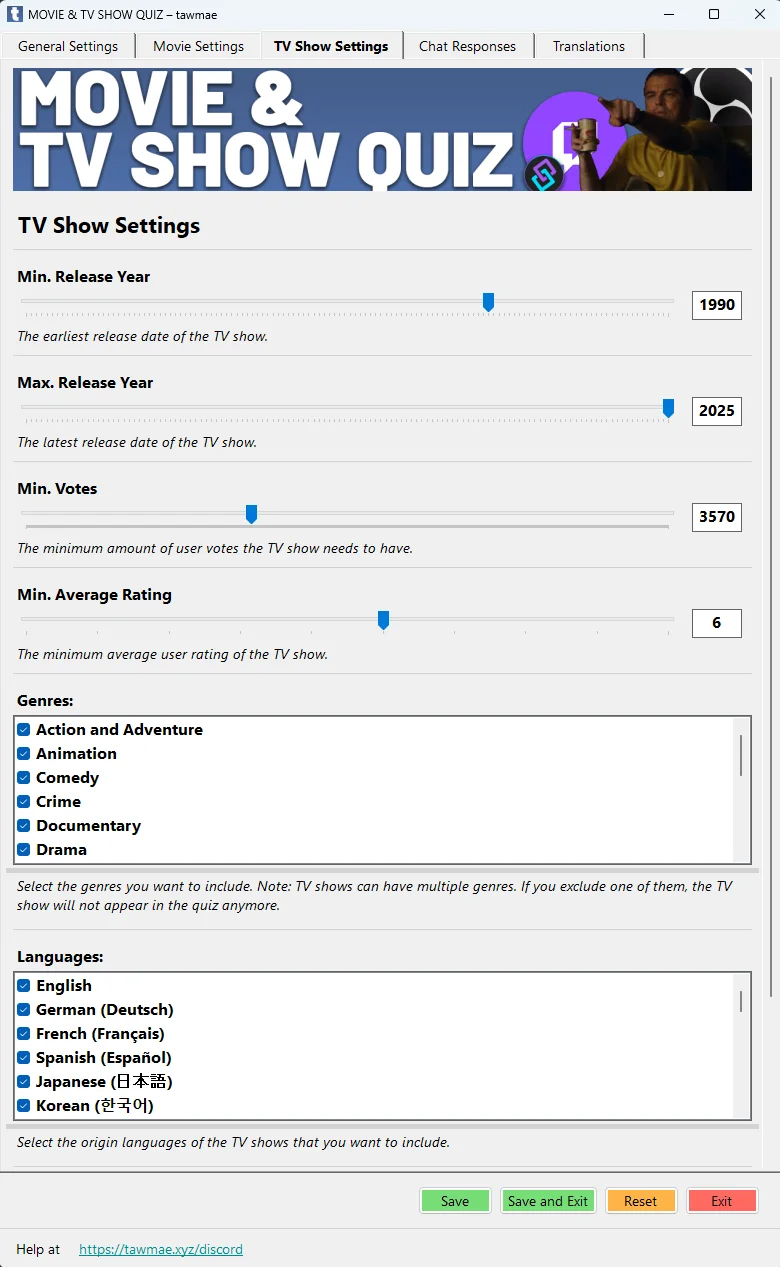 MOVIE & TV SHOW QUIZ – tawmae
General Settings
Movie Settings
TV Show Settings
Chat Responses
Translations
MOVIE &
TV SHOW QUIZ
TV Show Settings
Min. Release Year
1990
The earliest release date of the TV show.
Max. Release Year
2025
The latest release date of the TV show.
Min. Votes
3570
The minimum amount of user votes the TV show needs to have.
Min. Average Rating
6
The minimum average user rating of the TV show.
Genres:
Action and Adventure
Animation
Comedy
Crime
Documentary
Drama
Select the genres you want to include. Note: TV shows can have multiple genres. If you exclude one of them, the TV
show will not appear in the quiz anymore.
Languages:
English
German (Deutsch)
French (Français)
Spanish (Español)
Japanese (日本語)
Korean (한국어)
Select the origin languages of the TV shows that you want to include.
Save
Save and Exit
Reset
Exit
Help at https://tawmae.xyz/discord